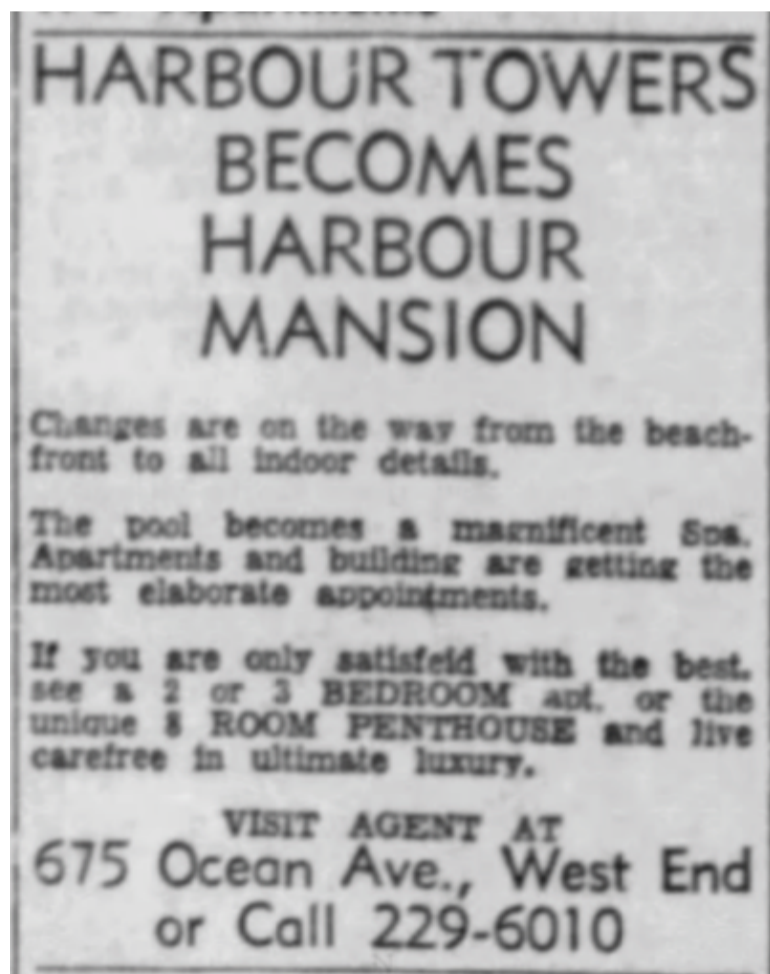 Apartments
HARBOUR TOWERS
BECOMES
HARBOUR
MANSION
Changes are on the way from the beach-
front to all indoor details.
The pool becomes a magnificent Spa.
Apartments and building are getting the
most elaborate appointments.
If you are only satisfeid with the best.
see a 2 or 3 BEDROOM apt. or the
unique 8 ROOM PENTHOUSE and live
carefree in ultimate luxury.
VISIT AGENT AT
675 Ocean Ave., West End
or Call 229-6010